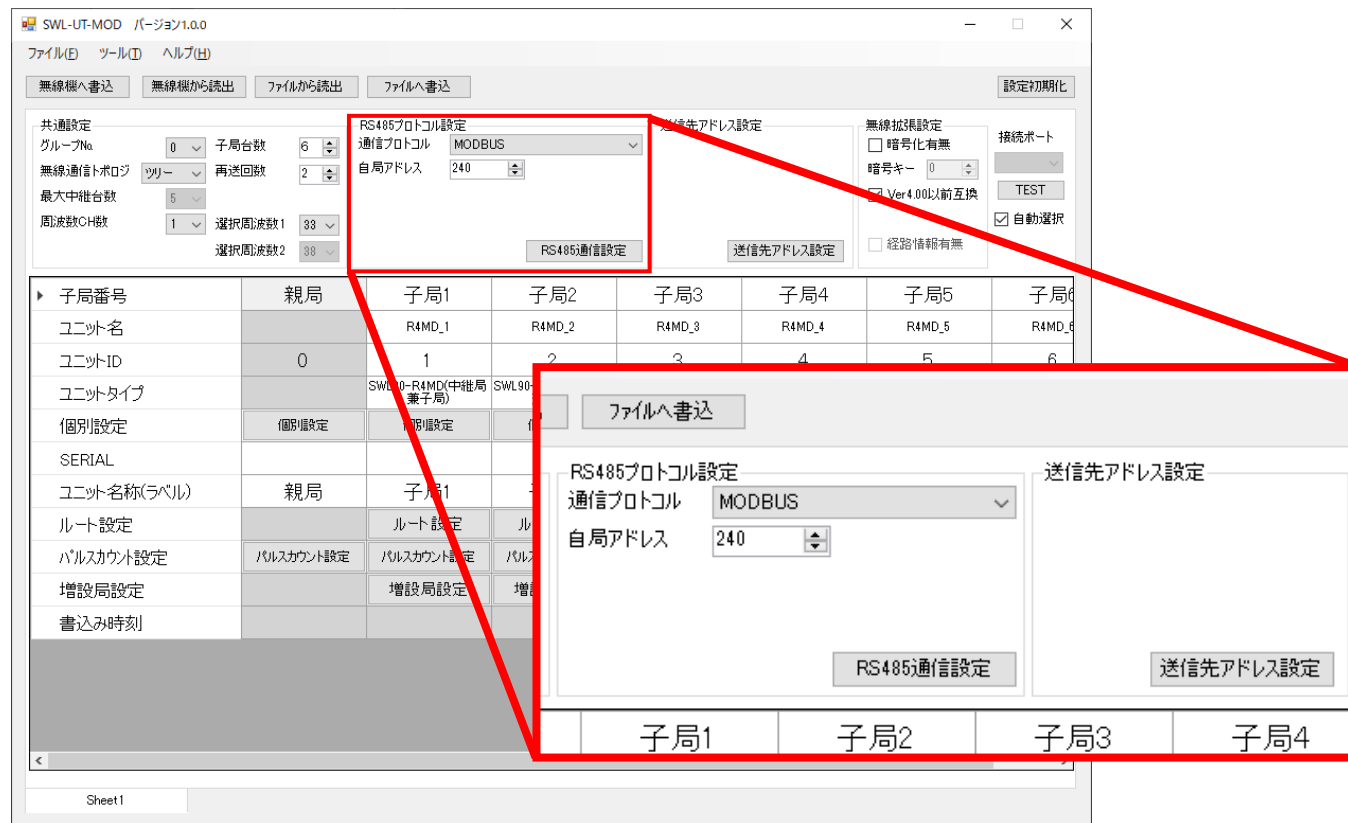 SWL-UT-MOD バージョン1.0.0
ファイル(F) ツール(T) ヘルプ(H)
無線機へ書込 無線機から読出 ファイルから読出 ファイルへ書込 設定初期化
共通設定 RS485プロトコル設定 送信先アドレス設定 無線拡張設定
グループNo. 0 子局台数 6 通信プロトコル MODBUS 暗号化有無 接続ポート
無線通信トポロジ ツリー 再送回数 2 自局アドレス 240 暗号キー 0
最大中継台数 5 Ver4.00以前互換 TEST
周波数CH数 1 選択周波数1 33 自動選択
選択周波数2 38 RS485通信設定 送信先アドレス設定 経路情報有無
子局番号 親局 子局1 子局2 子局3 子局4 子局5 子局6
ユニット名 R4MD_1 R4MD_2 R4MD_3 R4MD_4 R4MD_5 R4MD_6
ユニットID 0 1 2 3 4 5 6
ユニットタイプ SWL90-R4MD(中継局兼子局) SWL90-
個別設定 個別設定 個別設定
SERIAL
ユニット名称(ラベル) 親局 子局1
ルート設定 ルート設定
パルスカウント設定 パルスカウント設定 パルスカウント設定
増設局設定 増設局設定
書込み時刻
Sheet1
ファイルへ書込
RS485プロトコル設定 送信先アドレス設定
通信プロトコル MODBUS
自局アドレス 240
RS485通信設定 送信先アドレス設定
子局1 子局2 子局3 子局4